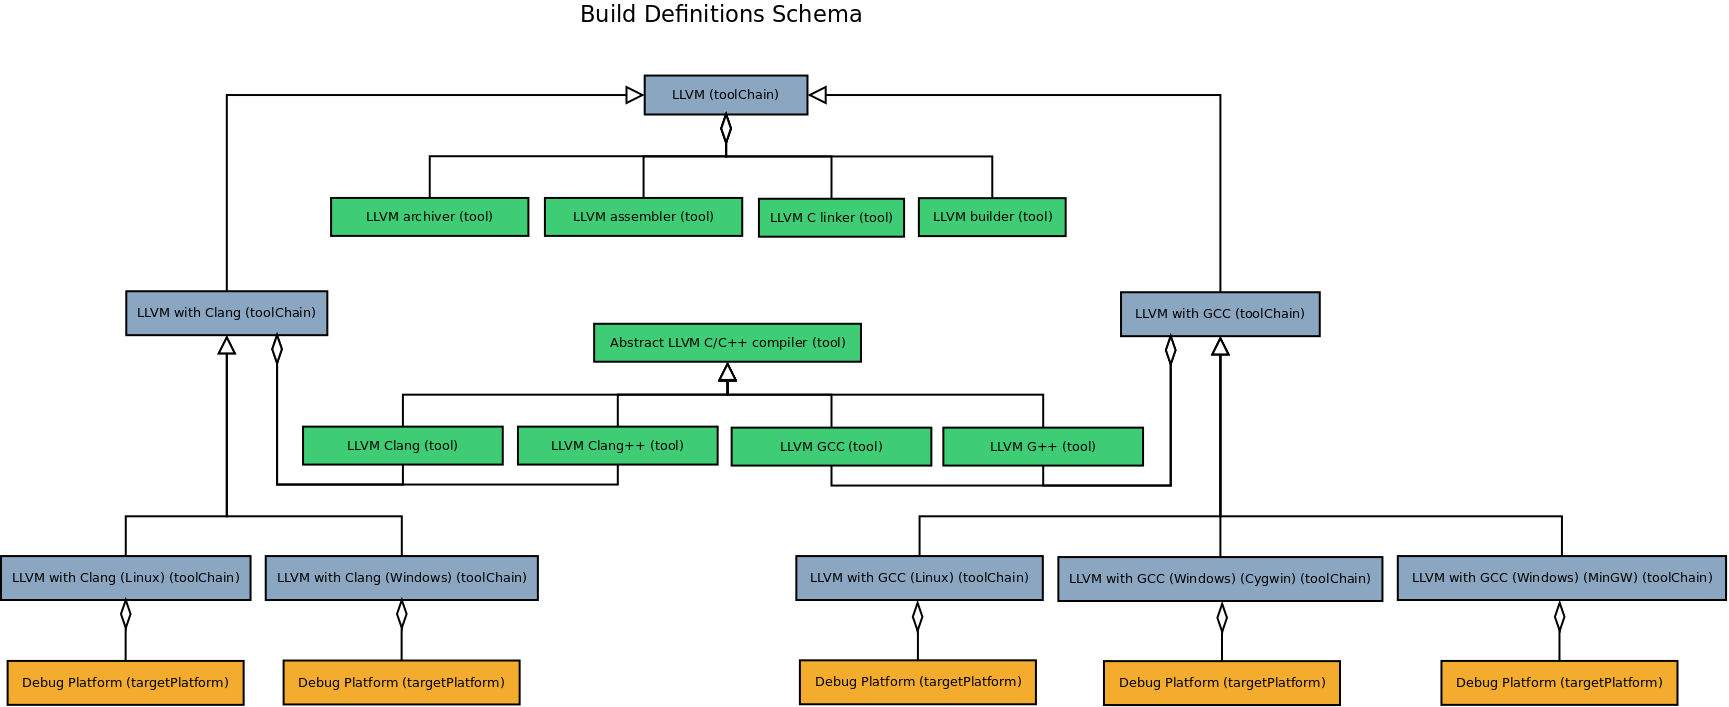 Build Definitions Schema
LLVM (toolChain)
LLVM archiver (tool)
LLVM assembler (tool)
LLVM C linker (tool)
LLVM builder (tool)
LLVM with Clang (toolChain)
LLVM with GCC (toolChain)
Abstract LLVM C/C++ compiler (tool)
LLVM Clang (tool)
LLVM Clang++ (tool)
LLVM GCC (tool)
LLVM G++ (tool)
LLVM with Clang (Linux) (toolChain)
LLVM with Clang (Windows) (toolChain)
LLVM with GCC (Linux) (toolChain)
LLVM with GCC (Windows) (Cygwin) (toolChain)
LLVM with GCC (Windows) (MinGW) (toolChain)
Debug Platform (targetPlatform)
Debug Platform (targetPlatform)
Debug Platform (targetPlatform)
Debug Platform (targetPlatform)
Debug Platform (targetPlatform)